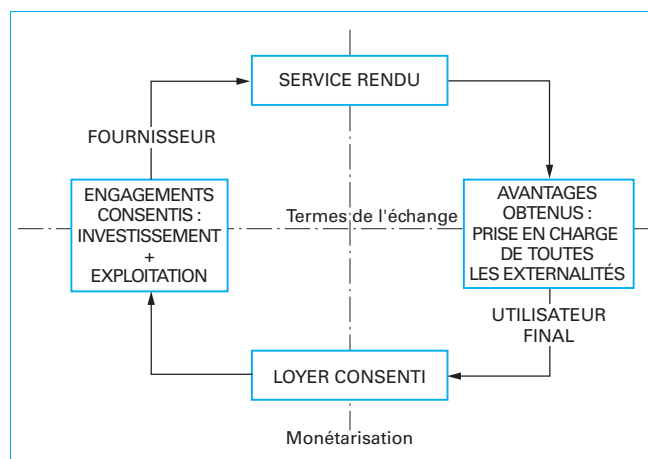 SERVICE RENDU
FOURNISSEUR
ENGAGEMENTS
CONSENTIS :
INVESTISSEMENT
+
EXPLOITATION
Termes de l'échange
AVANTAGES
OBTENUS :
PRISE EN CHARGE
DE TOUTES
LES EXTERNALITÉS
UTILISATEUR
FINAL
LOYER CONSENTI
Monétarisation